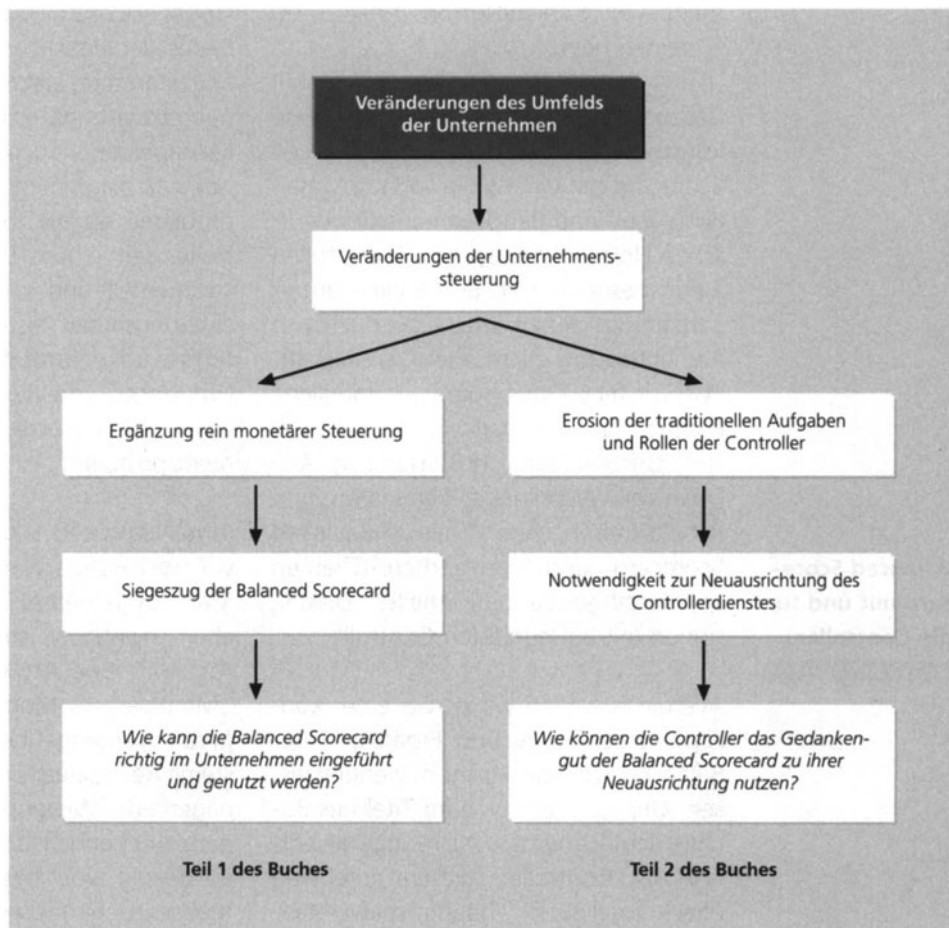 Veränderungen des Umfelds
der Unternehmen
Veränderungen der Unternehmens-
steuerung
Ergänzung rein monetärer Steuerung
Erosion der traditionellen Aufgaben
und Rollen der Controller
Siegeszug der Balanced Scorecard
Notwendigkeit zur Neuausrichtung des
Controllerdienstes
Wie kann die Balanced Scorecard
richtig im Unternehmen eingeführt
und genutzt werden?
Wie können die Controller das Gedanken-
gut der Balanced Scorecard zu ihrer
Neuausrichtung nutzen?
Teil 1 des Buches
Teil 2 des Buches